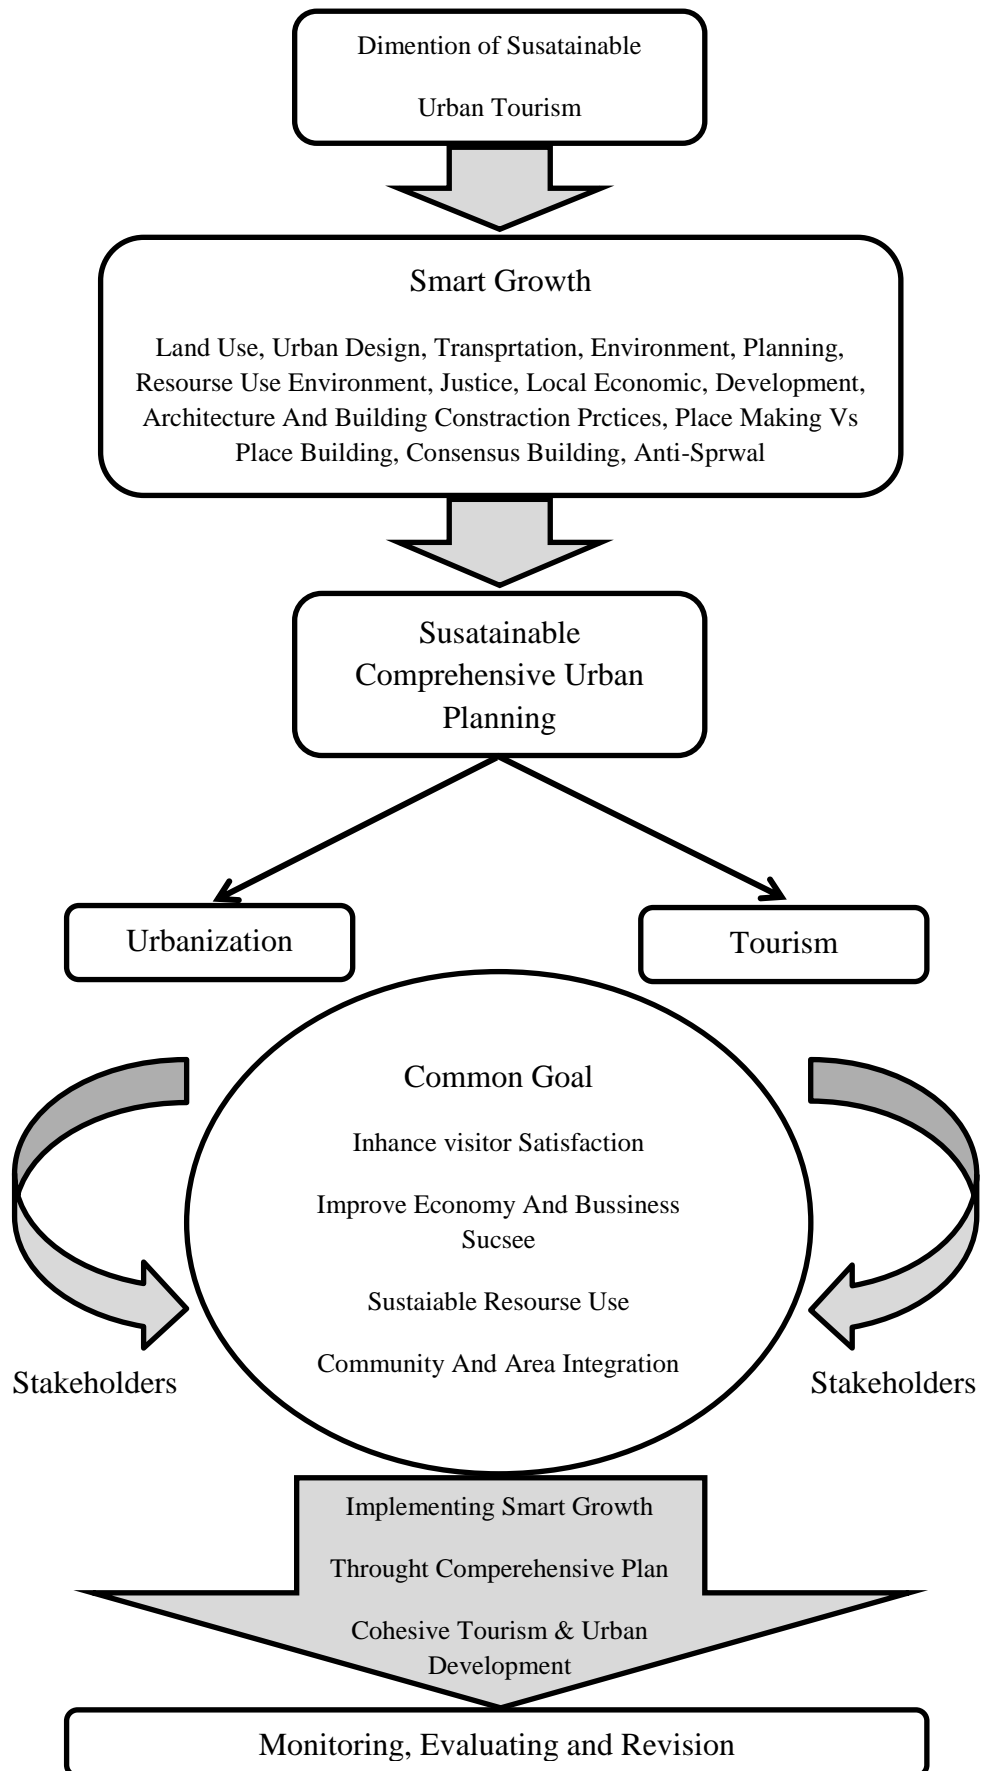 Dimention of Susatainable
Urban Tourism
Smart Growth
Land Use, Urban Design, Transprtation, Environment, Planning,
Resourse Use Environment, Justice, Local Economic, Development,
Architecture And Building Constraction Prctices, Place Making Vs
Place Building, Consensus Building, Anti-Sprwal
Susatainable
Comprehensive Urban
Planning
Urbanization
Tourism
Common Goal
Inhance visitor Satisfaction
Improve Economy And Bussiness
Sucsee
Sustaiable Resourse Use
Community And Area Integration
Stakeholders
Stakeholders
Implementing Smart Growth
Throught Comperehensive Plan
Cohesive Tourism & Urban
Development
Monitoring, Evaluating and Revision